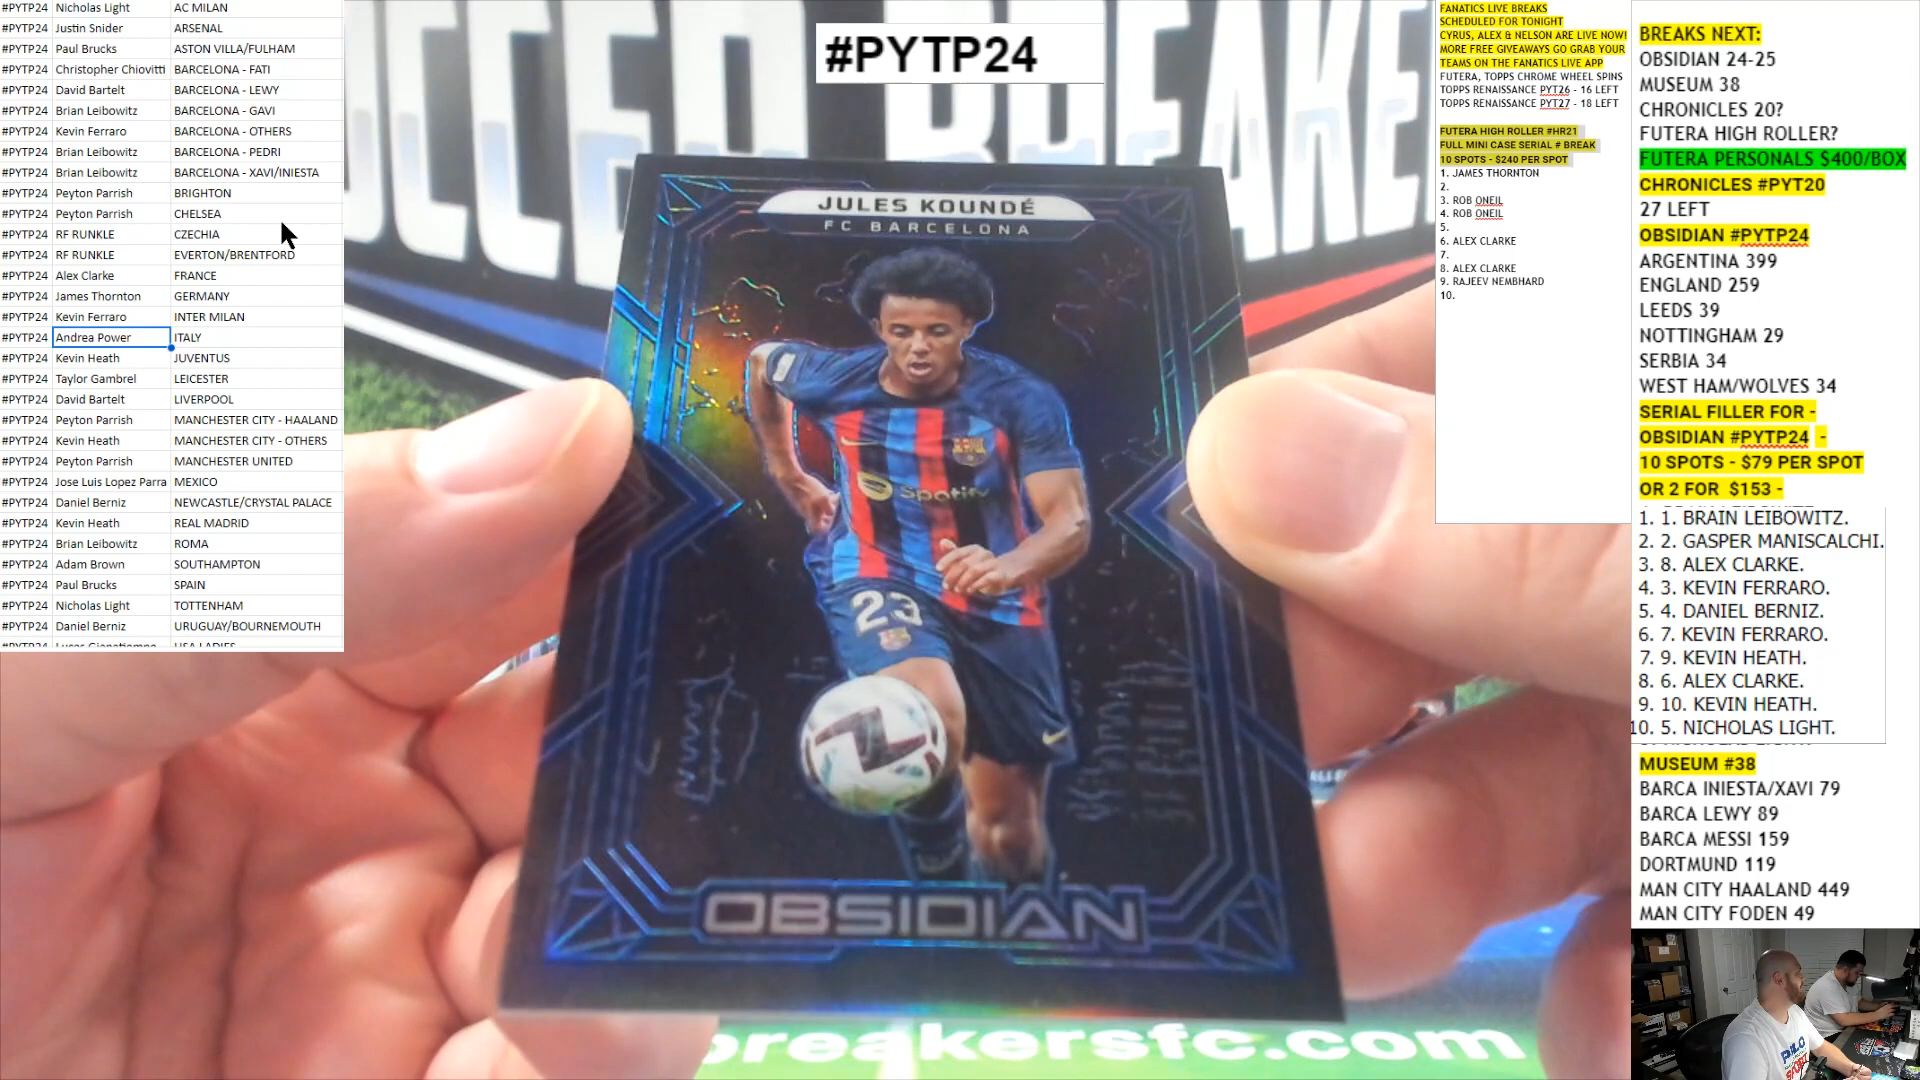 #PYTP24 Nicholas Light AC MILAN
#PYTP24 Justin Snider ARSENAL
#PYTP24 Paul Brucks ASTON VILLA/FULHAM
#PYTP24 Christopher Chiovitti BARCELONA - FATI
#PYTP24 David Bartelt BARCELONA - LEWY
#PYTP24 Brian Leibowitz BARCELONA - GAVI
#PYTP24 Kevin Ferraro BARCELONA - OTHERS
#PYTP24 Brian Leibowitz BARCELONA - PEDRI
#PYTP24 Brian Leibowitz BARCELONA - XAVI/INIESTA
#PYTP24 Peyton Parrish BRIGHTON
#PYTP24 Peyton Parrish CHELSEA
#PYTP24 RF RUNKLE CZECHIA
#PYTP24 RF RUNKLE EVERTON/BRENTFORD
#PYTP24 Alex Clarke FRANCE
#PYTP24 James Thornton GERMANY
#PYTP24 Kevin Ferraro INTER MILAN
#PYTP24 Andrea Power ITALY
#PYTP24 Kevin Heath JUVENTUS
#PYTP24 Taylor Gambrel LEICESTER
#PYTP24 David Bartelt LIVERPOOL
#PYTP24 Peyton Parrish MANCHESTER CITY - HAALAND
#PYTP24 Kevin Heath MANCHESTER CITY - OTHERS
#PYTP24 Peyton Parrish MANCHESTER UNITED
#PYTP24 Jose Luis Lopez Parra MEXICO
#PYTP24 Daniel Berniz NEWCASTLE/CRYSTAL PALACE
#PYTP24 Kevin Heath REAL MADRID
#PYTP24 Brian Leibowitz ROMA
#PYTP24 Adam Brown SOUTHAMPTON
#PYTP24 Paul Brucks SPAIN
#PYTP24 Nicholas Light TOTTENHAM
#PYTP24 Daniel Berniz URUGUAY/BOURNEMOUTH
#PYTP24
JULES KOUNDÉ
FC BARCELONA
Spotify
23
OBSIDIAN
breakersfc.com
FANATICS LIVE BREAKS
SCHEDULED FOR TONIGHT
CYRUS, ALEX & NELSON ARE LIVE NOW!
MORE FREE GIVEAWAYS GO GRAB YOUR
TEAMS ON THE FANATICS LIVE APP
FUTERA, TOPPS CHROME WHEEL SPINS
TOPPS RENAISSANCE PYT26 - 16 LEFT
TOPPS RENAISSANCE PYT27 - 18 LEFT
FUTERA HIGH ROLLER #HR21
FULL MINI CASE SERIAL # BREAK
10 SPOTS - $240 PER SPOT
1. JAMES THORNTON
2.
3. ROB ONEIL
4. ROB ONEIL
5.
6. ALEX CLARKE
7.
8. ALEX CLARKE
9. RAJEEV NEMBHARD
10.
BREAKS NEXT:
OBSIDIAN 24-25
MUSEUM 38
CHRONICLES 20?
FUTERA HIGH ROLLER?
FUTERA PERSONALS $400/BOX
CHRONICLES #PYT20
27 LEFT
OBSIDIAN #PYTP24
ARGENTINA 399
ENGLAND 259
LEEDS 39
NOTTINGHAM 29
SERBIA 34
WEST HAM/WOLVES 34
SERIAL FILLER FOR -
OBSIDIAN #PYTP24 -
10 SPOTS - $79 PER SPOT
OR 2 FOR $153 -
1. 1. BRAIN LEIBOWITZ.
2. 2. GASPER MANISCALCHI.
3. 8. ALEX CLARKE.
4. 3. KEVIN FERRARO.
5. 4. DANIEL BERNIZ.
6. 7. KEVIN FERRARO.
7. 9. KEVIN HEATH.
8. 6. ALEX CLARKE.
9. 10. KEVIN HEATH.
10. 5. NICHOLAS LIGHT.
MUSEUM #38
BARCA INIESTA/XAVI 79
BARCA LEWY 89
BARCA MESSI 159
DORTMUND 119
MAN CITY HAALAND 449
MAN CITY FODEN 49